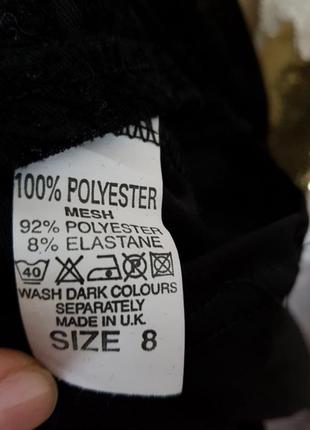 100% POLYESTER
MESH
92% POLYESTER
8% ELASTANE
40
WASH DARK COLOURS
SEPARATELY
MADE IN U.K.
SIZE 8